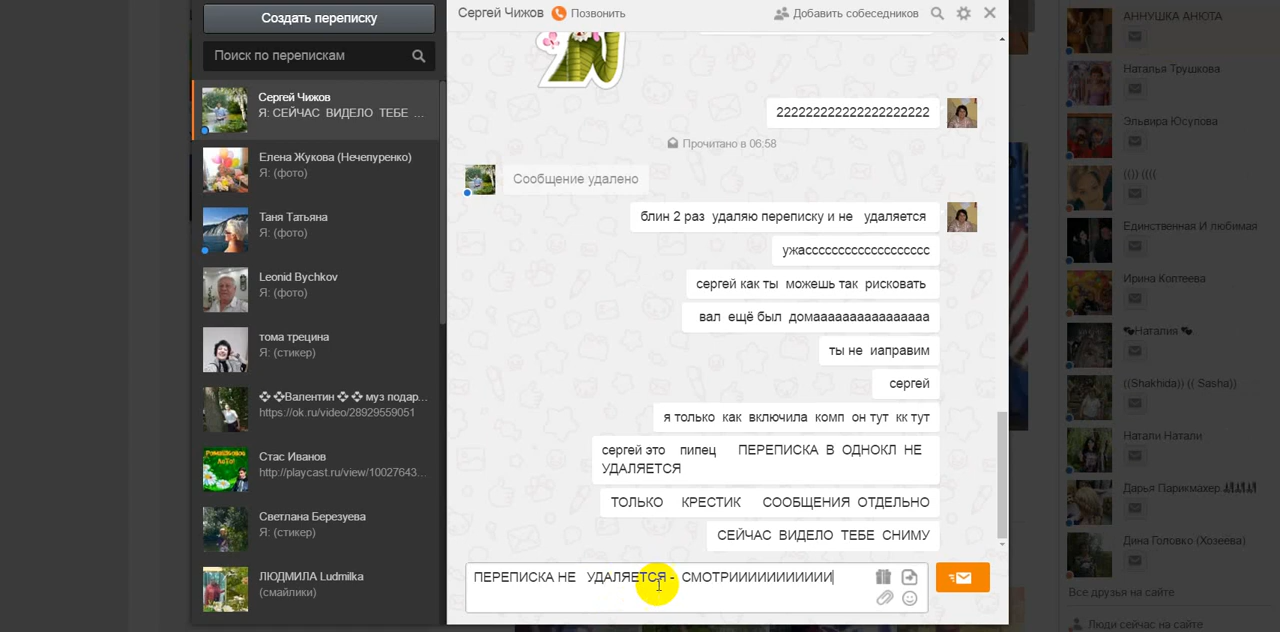 Создать переписку
Поиск по перепискам
Сергей Чижов
Я: СЕЙЧАС ВИДЕЛО ТЕБЕ ...
Елена Жукова (Нечепуренко)
Я: (фото)
Таня Татьяна
Я: (фото)
Leonid Bychkov
Я: (фото)
тома трецина
Я: (стикер)
Валентин муз подар...
https://ok.ru/video/28929559051
Стас Иванов
http://playcast.ru/view/10027643...
Светлана Березуева
Я: (стикер)
ЛЮДМИЛА Ludmilka
(смайлики)
Сергей Чижов Позвонить Добавить собеседников
2222222222222222222222
Прочитано в 06:58
Сообщение удалено
блин 2 раз удаляю переписку и не удаляется
ужасссссссссссссссссссс
сергей как ты можешь так рисковать
вал ещё был домаааааааааааааааа
ты не иаправим
сергей
я только как включила комп он тут кк тут
сергей это пипец ПЕРЕПИСКА В ОДНОКЛ НЕ
УДАЛЯЕТСЯ
ТОЛЬКО КРЕСТИК СООБЩЕНИЯ ОТДЕЛЬНО
СЕЙЧАС ВИДЕЛО ТЕБЕ СНИМУ
ПЕРЕПИСКА НЕ УДАЛЯЕТСЯ - СМОТРИИИИИИИИИИИ
АННУШКА АНЮТА
Наталья Трушкова
Эльвира Юсупова
(()) ((((
Единственная И любимая
Ирина Коптеева
Наталия
((Shakhida)) (( Sasha))
Натали Натали
Дарья Парикмахер
Дина Головко (Хозеева)
Все друзья на сайте
Люди сейчас на сайте